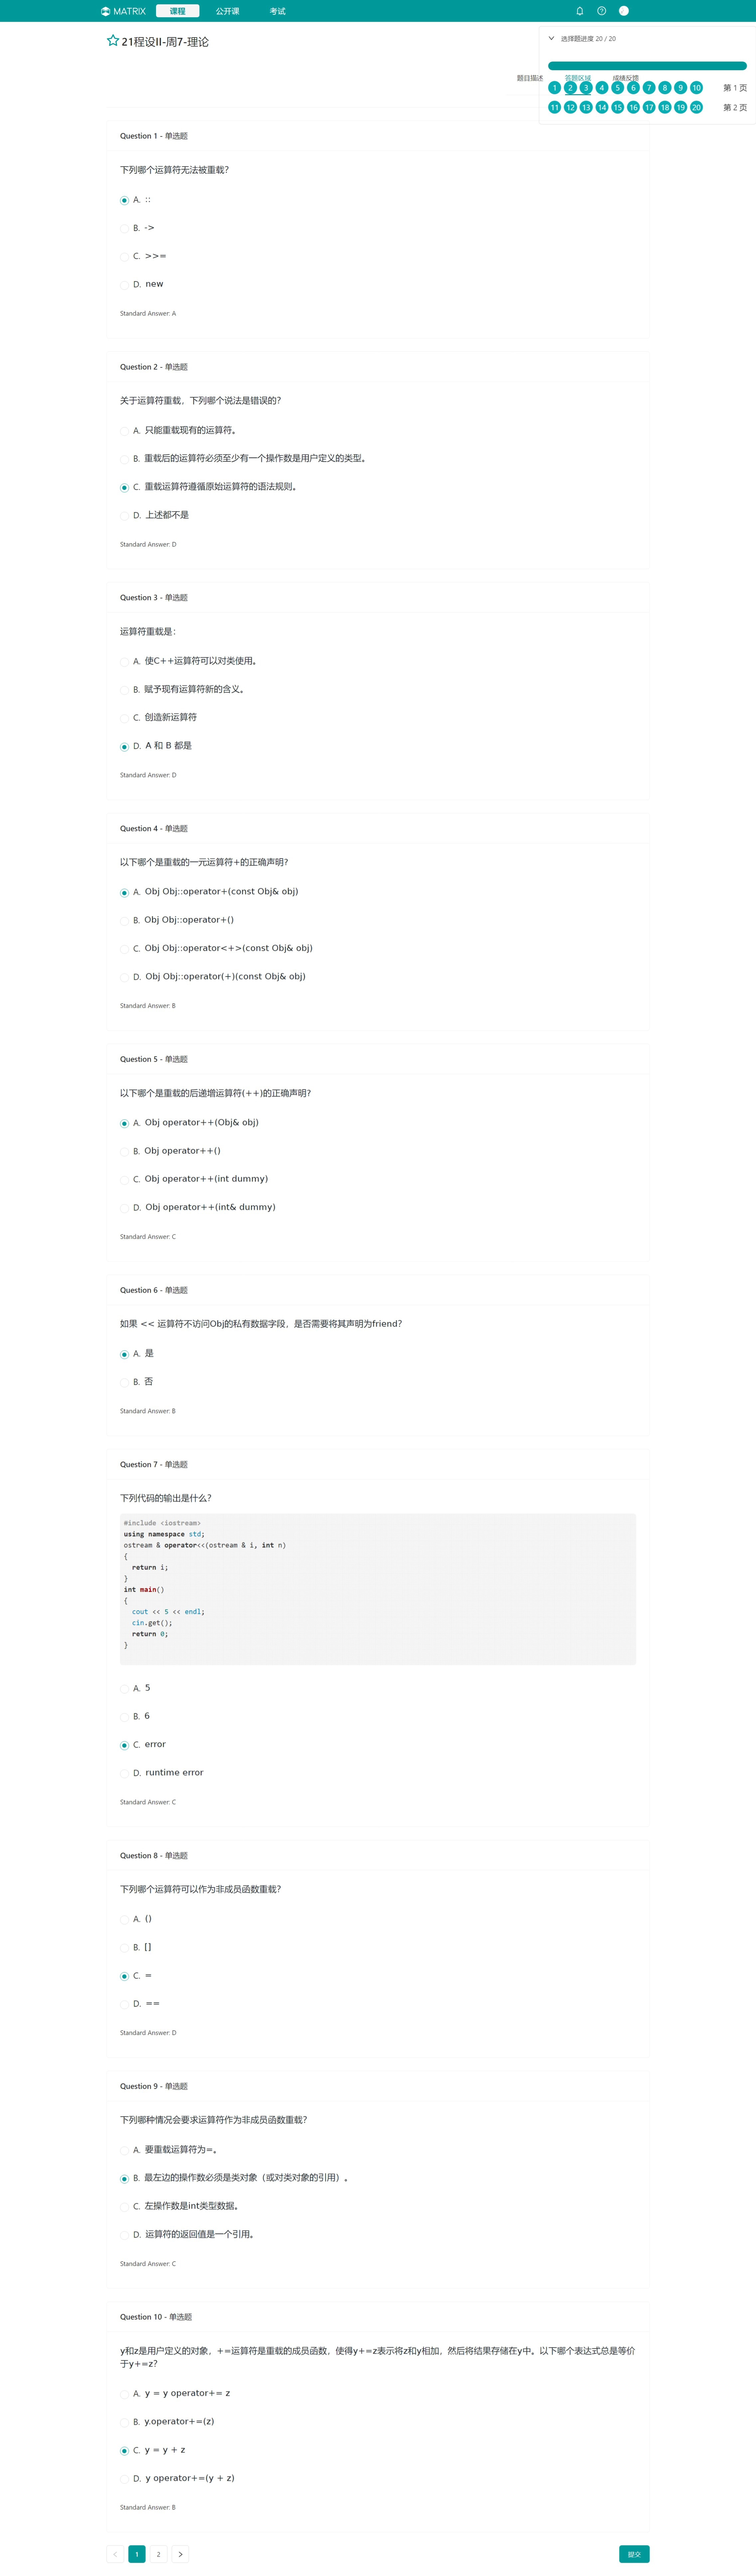 MATRIX 课程 公开课 考试
21程设II-周7-理论
选择题进度 20 / 20
题目描述 答题区域 成绩反馈
1 2 3 4 5 6 7 8 9 10 第 1 页
11 12 13 14 15 16 17 18 19 20 第 2 页
Question 1 - 单选题
下列哪个运算符无法被重载?
A. ::
B. ->
C. >>=
D. new
Standard Answer: A
Question 2 - 单选题
关于运算符重载，下列哪个说法是错误的?
A. 只能重载现有的运算符。
B. 重载后的运算符必须至少有一个操作数是用户定义的类型。
C. 重载运算符遵循原始运算符的语法规则。
D. 上述都不是
Standard Answer: D
Question 3 - 单选题
运算符重载是：
A. 使C++运算符可以对类使用。
B. 赋予现有运算符新的含义。
C. 创造新运算符
D. A 和 B 都是
Standard Answer: D
Question 4 - 单选题
以下哪个是重载的一元运算符+的正确声明?
A. Obj Obj::operator+(const Obj& obj)
B. Obj Obj::operator+()
C. Obj Obj::operator<+>(const Obj& obj)
D. Obj Obj::operator(+)(const Obj& obj)
Standard Answer: B
Question 5 - 单选题
以下哪个是重载的后递增运算符(++)的正确声明?
A. Obj operator++(Obj& obj)
B. Obj operator++()
C. Obj operator++(int dummy)
D. Obj operator++(int& dummy)
Standard Answer: C
Question 6 - 单选题
如果 << 运算符不访问Obj的私有数据字段，是否需要将其声明为friend?
A. 是
B. 否
Standard Answer: B
Question 7 - 单选题
下列代码的输出是什么?
#include <iostream>
using namespace std;
ostream & operator<<(ostream & i, int n)
{
return i;
}
int main()
{
cout << 5 << endl;
cin.get();
return 0;
}
A. 5
B. 6
C. error
D. runtime error
Standard Answer: C
Question 8 - 单选题
下列哪个运算符可以作为非成员函数重载?
A. ()
B. []
C. =
D. ==
Standard Answer: D
Question 9 - 单选题
下列哪种情况会要求运算符作为非成员函数重载?
A. 要重载运算符为=。
B. 最左边的操作数必须是类对象（或对类对象的引用）。
C. 左操作数是int类型数据。
D. 运算符的返回值是一个引用。
Standard Answer: C
Question 10 - 单选题
y和z是用户定义的对象，+=运算符是重载的成员函数，使得y+=z表示将z和y相加，然后将结果存储在y中。以下哪个表达式总是等价
于y+=z?
A. y = y operator+= z
B. y.operator+=(z)
C. y = y + z
D. y operator+=(y + z)
Standard Answer: B
< 1 2 > 提交